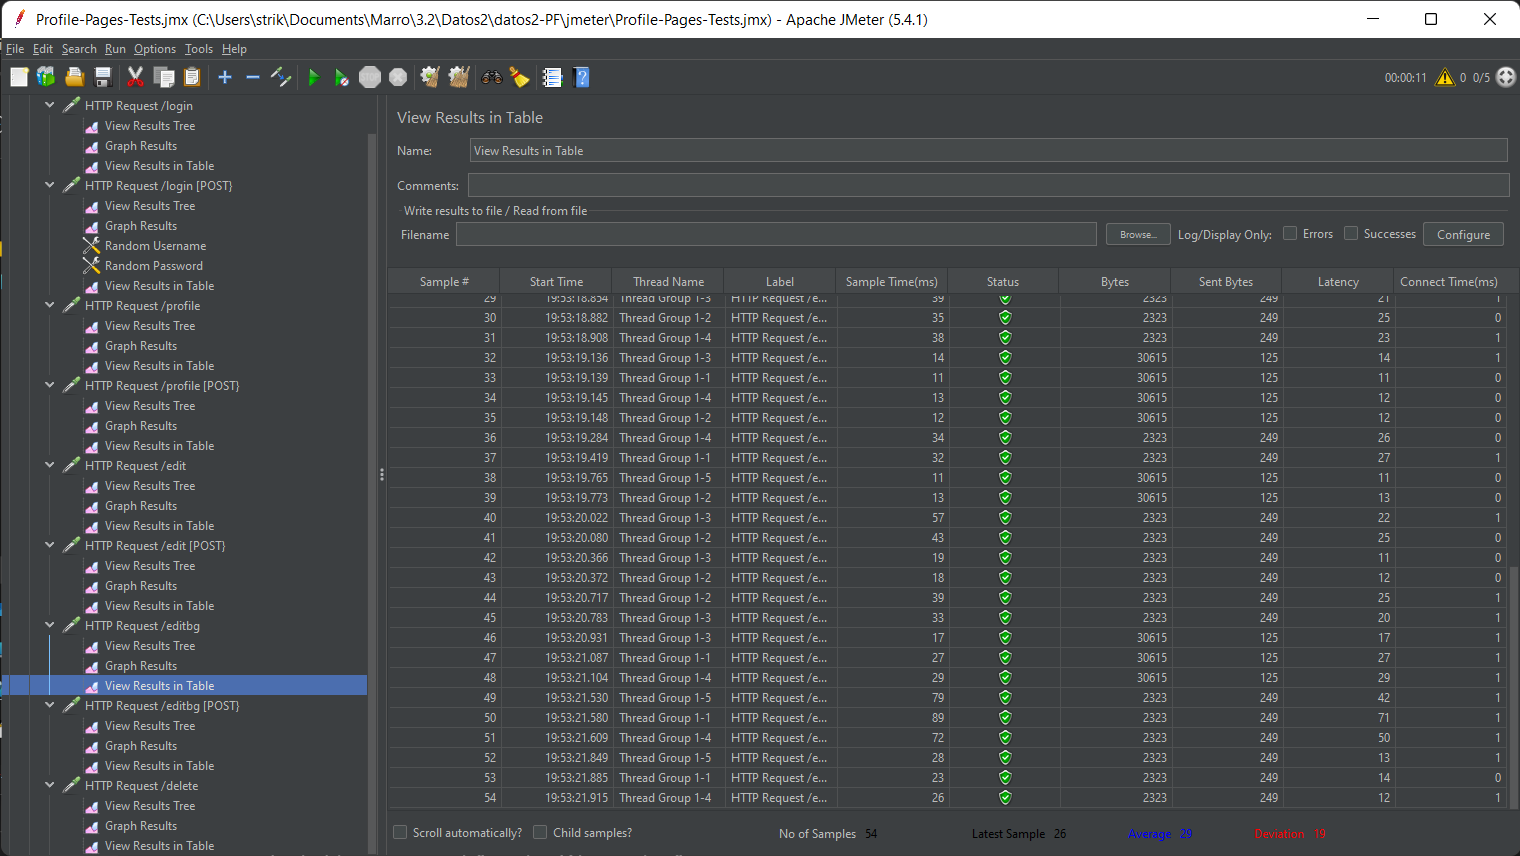 Profile-Pages-Tests.jmx (C:\Users\strik\Documents\Marro\3.2\Datos2\datos2-PF\jmeter\Profile-Pages-Tests.jmx) - Apache JMeter (5.4.1)
File Edit Search Run Options Tools Help
00:00:11 0 0/5
HTTP Request /login
View Results Tree
Graph Results
View Results in Table
HTTP Request /login [POST}
View Results Tree
Graph Results
Random Username
Random Password
View Results in Table
HTTP Request /profile
View Results Tree
Graph Results
View Results in Table
HTTP Request /profile [POST}
View Results Tree
Graph Results
View Results in Table
HTTP Request /edit
View Results Tree
Graph Results
View Results in Table
HTTP Request /edit [POST}
View Results Tree
Graph Results
View Results in Table
HTTP Request /editbg
View Results Tree
Graph Results
View Results in Table
HTTP Request /editbg [POST}
View Results Tree
Graph Results
View Results in Table
HTTP Request /delete
View Results Tree
Graph Results
View Results in Table
View Results in Table
Name: View Results in Table
Comments:
Write results to file / Read from file
Filename Browse... Log/Display Only: Errors Successes Configure
Sample # Start Time Thread Name Label Sample Time(ms) Status Bytes Sent Bytes Latency Connect Time(ms)
29 19:53:18.854 Thread Group 1-3 HTTP Request /e... 39 2323 249 21 1
30 19:53:18.882 Thread Group 1-2 HTTP Request /e... 35 2323 249 25 0
31 19:53:18.908 Thread Group 1-4 HTTP Request /e... 38 2323 249 23 1
32 19:53:19.136 Thread Group 1-3 HTTP Request /e... 14 30615 125 14 1
33 19:53:19.139 Thread Group 1-1 HTTP Request /e... 11 30615 125 11 0
34 19:53:19.145 Thread Group 1-4 HTTP Request /e... 13 30615 125 12 0
35 19:53:19.148 Thread Group 1-2 HTTP Request /e... 12 30615 125 12 0
36 19:53:19.284 Thread Group 1-4 HTTP Request /e... 34 2323 249 26 0
37 19:53:19.419 Thread Group 1-1 HTTP Request /e... 32 2323 249 27 1
38 19:53:19.765 Thread Group 1-5 HTTP Request /e... 11 30615 125 11 0
39 19:53:19.773 Thread Group 1-2 HTTP Request /e... 13 30615 125 13 0
40 19:53:20.022 Thread Group 1-3 HTTP Request /e... 57 2323 249 22 1
41 19:53:20.080 Thread Group 1-2 HTTP Request /e... 43 2323 249 25 0
42 19:53:20.366 Thread Group 1-3 HTTP Request /e... 19 2323 249 11 0
43 19:53:20.372 Thread Group 1-2 HTTP Request /e... 18 2323 249 12 0
44 19:53:20.717 Thread Group 1-2 HTTP Request /e... 39 2323 249 25 1
45 19:53:20.783 Thread Group 1-3 HTTP Request /e... 33 2323 249 20 1
46 19:53:20.931 Thread Group 1-3 HTTP Request /e... 17 30615 125 17 1
47 19:53:21.087 Thread Group 1-1 HTTP Request /e... 27 30615 125 27 1
48 19:53:21.104 Thread Group 1-4 HTTP Request /e... 29 30615 125 29 1
49 19:53:21.530 Thread Group 1-5 HTTP Request /e... 79 2323 249 42 1
50 19:53:21.580 Thread Group 1-1 HTTP Request /e... 89 2323 249 71 1
51 19:53:21.609 Thread Group 1-4 HTTP Request /e... 72 2323 249 50 1
52 19:53:21.849 Thread Group 1-5 HTTP Request /e... 28 2323 249 13 1
53 19:53:21.885 Thread Group 1-1 HTTP Request /e... 23 2323 249 14 0
54 19:53:21.915 Thread Group 1-4 HTTP Request /e... 26 2323 249 12 1
Scroll automatically? Child samples? No of Samples 54 Latest Sample 26 Average 29 Deviation 19